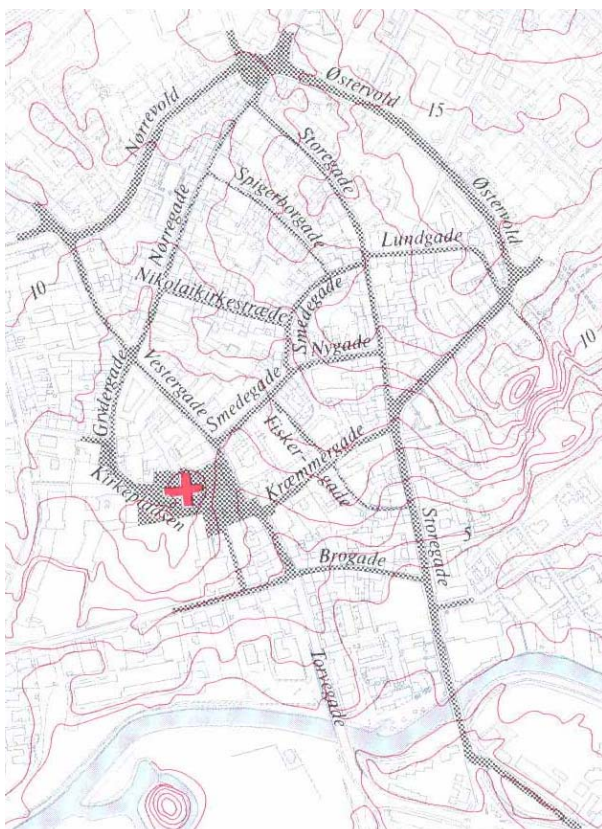 Østervold
15
Nørrevold
Storegade
Spigerborgade
Østervold
Nørregade
Lundgade
10
Nikolaikirkestræde
Smedegade
10
Nygade
Grydergade
Vestergade
Smedegade
Fisker-
gade
Kræmmergade
Kirkepladsen
Storegade
5
Brogade
Torvegade